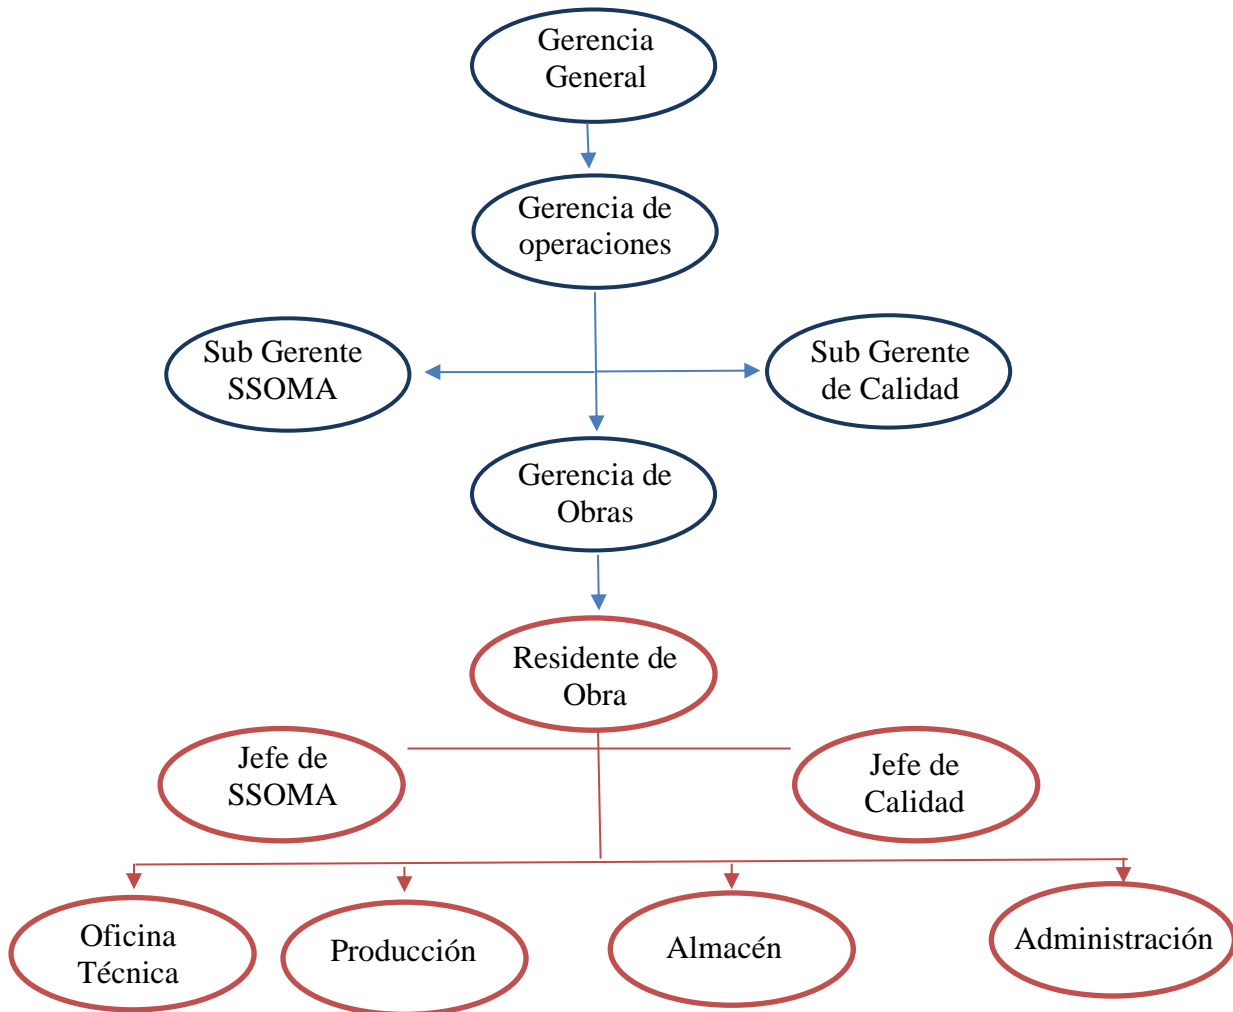 Gerencia
General
Gerencia de
operaciones
Sub Gerente
SSOMA
Sub Gerente
de Calidad
Gerencia de
Obras
Residente de
Obra
Jefe de
SSOMA
Jefe de
Calidad
Oficina
Técnica
Producción
Almacén
Administración